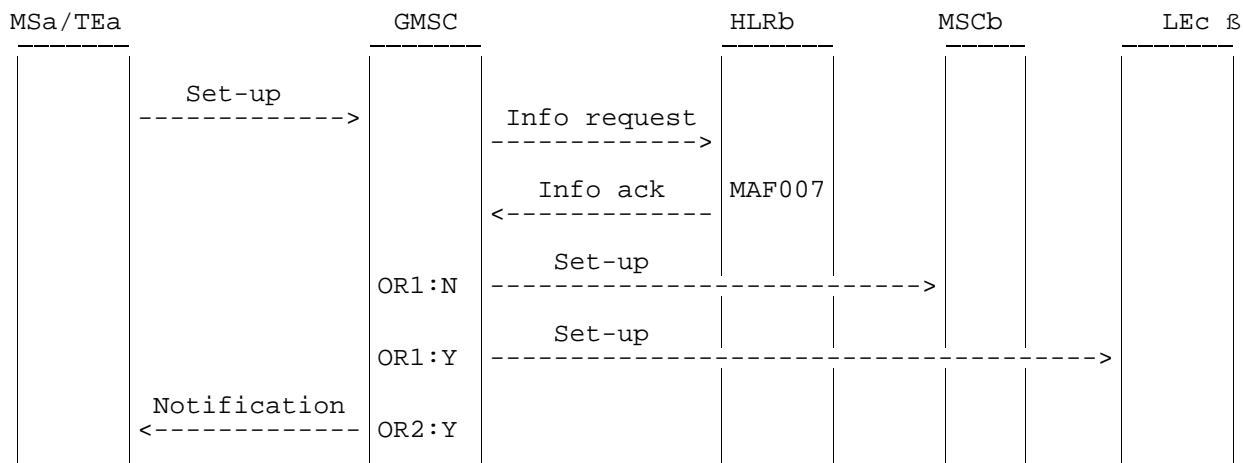 MSa/TEa GMSC HLRb MSCb LEc ß
Set-up
Info request
Info ack MAF007
Set-up
OR1:N
Set-up
OR1:Y
Notification
OR2:Y